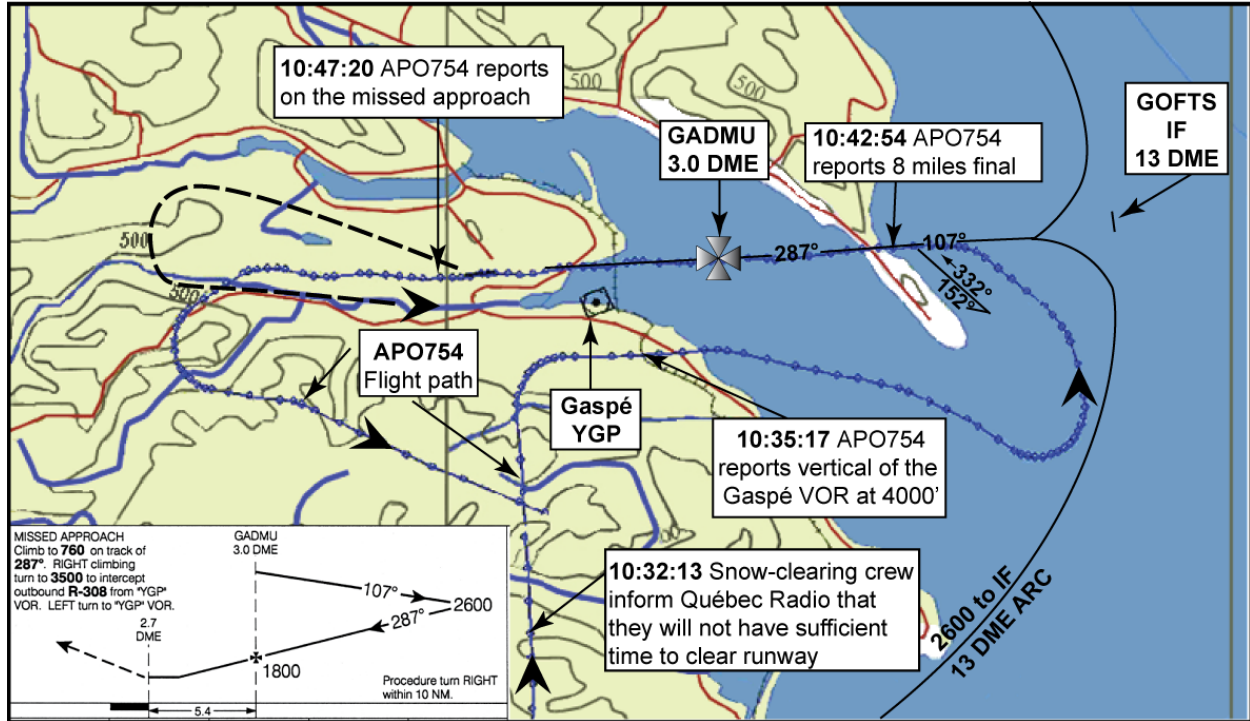 10:47:20 APO754 reports
on the missed approach
500
500
GADMU
3.0 DME
10:42:54 APO754
reports 8 miles final
GOFTS
IF
13 DME
500
287°
107°
332°
152°
500
APO754
Flight path
Gaspé
YGP
10:35:17 APO754
reports vertical of the
Gaspé VOR at 4000'
10:32:13 Snow-clearing crew
inform Québec Radio that
they will not have sufficient
time to clear runway
2600 to IF
13 DME ARC
MISSED APPROACH
Climb to 760 on track of
287°. RIGHT climbing
turn to 3500 to intercept
outbound R-308 from "YGP"
VOR. LEFT turn to "YGP" VOR.
GADMU
3.0 DME
107°
2600
287°
2.7
DME
1800
Procedure turn RIGHT
within 10 NM.
5.4